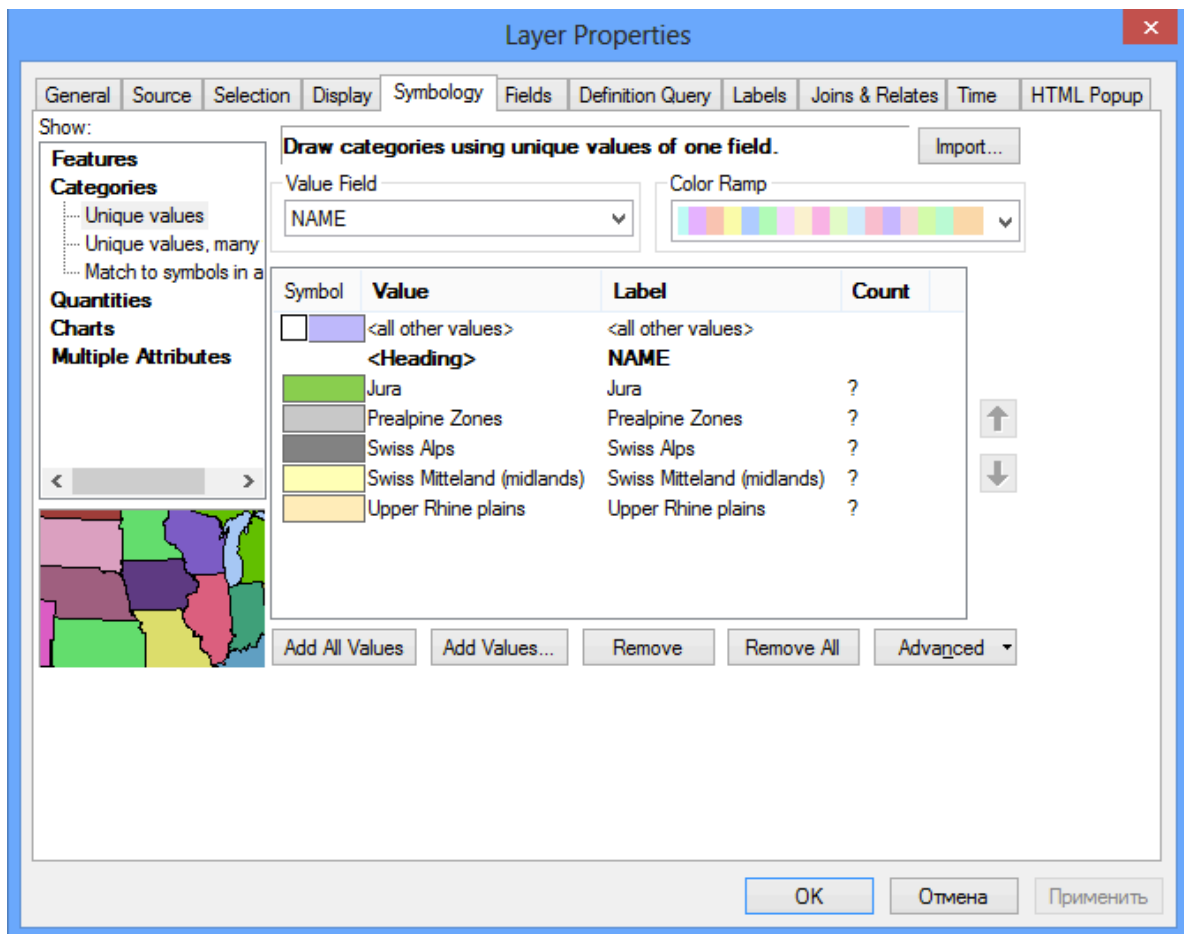 Layer Properties
General Source Selection Display Symbology Fields Definition Query Labels Joins & Relates Time HTML Popup
Show:
Features
Categories
Unique values
Unique values, many
Match to symbols in a
Quantities
Charts
Multiple Attributes
Draw categories using unique values of one field.
Import...
Value Field
NAME
Color Ramp
Symbol Value Label Count
<all other values> <all other values>
<Heading> NAME
Jura Jura ?
Prealpine Zones Prealpine Zones ?
Swiss Alps Swiss Alps ?
Swiss Mitteland (midlands) Swiss Mitteland (midlands) ?
Upper Rhine plains Upper Rhine plains ?
Add All Values Add Values... Remove Remove All Advanced
OK Отмена Применить